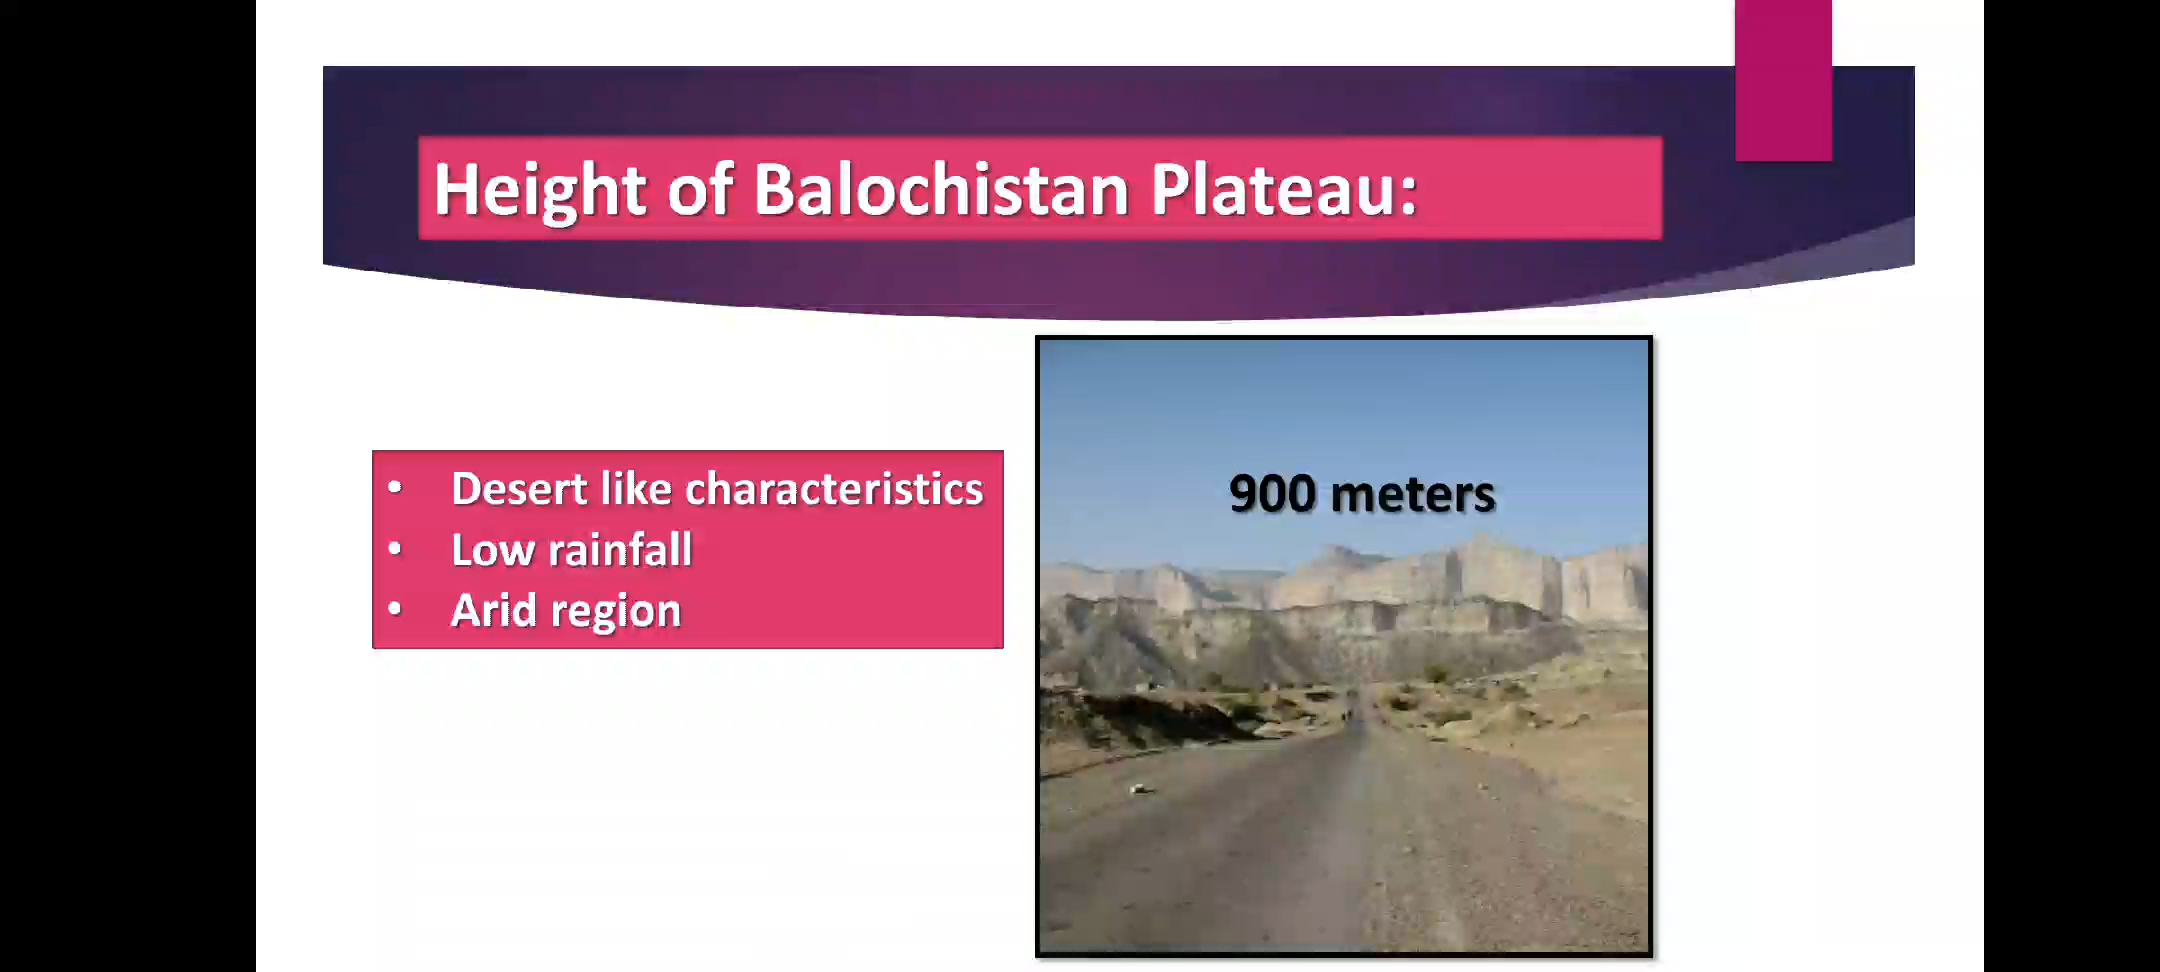 Height of Balochistan Plateau:
• Desert like characteristics
• Low rainfall
• Arid region
900 meters